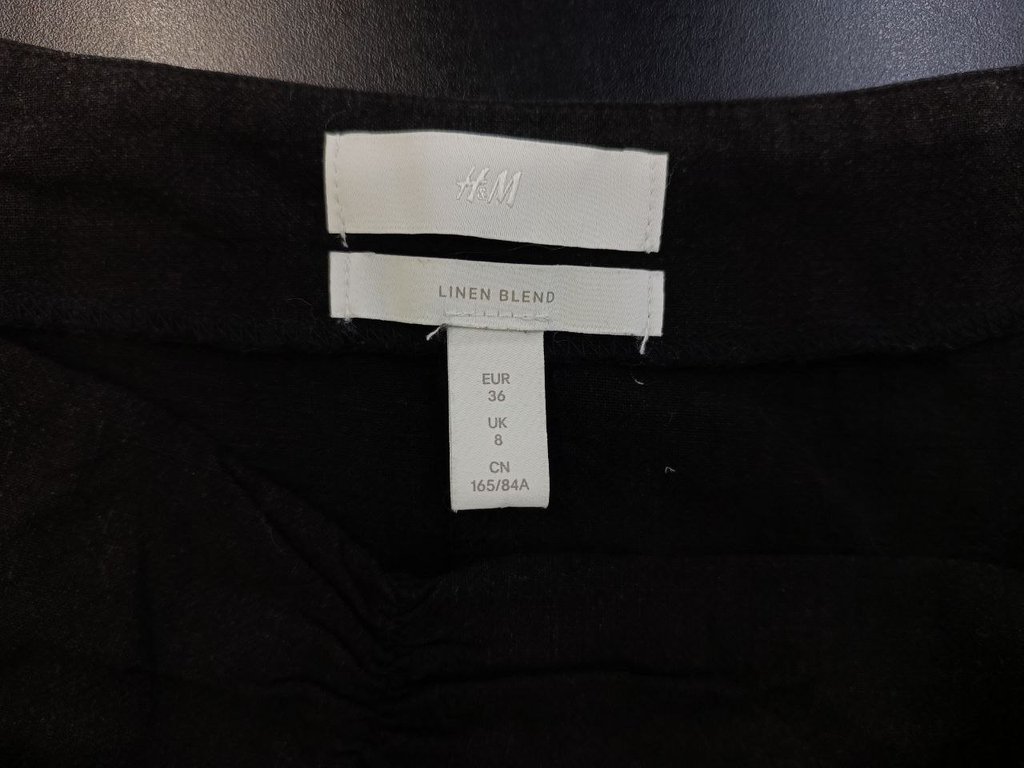 H&M
LINEN BLEND
EUR
36
UK
8
CN
165/84A